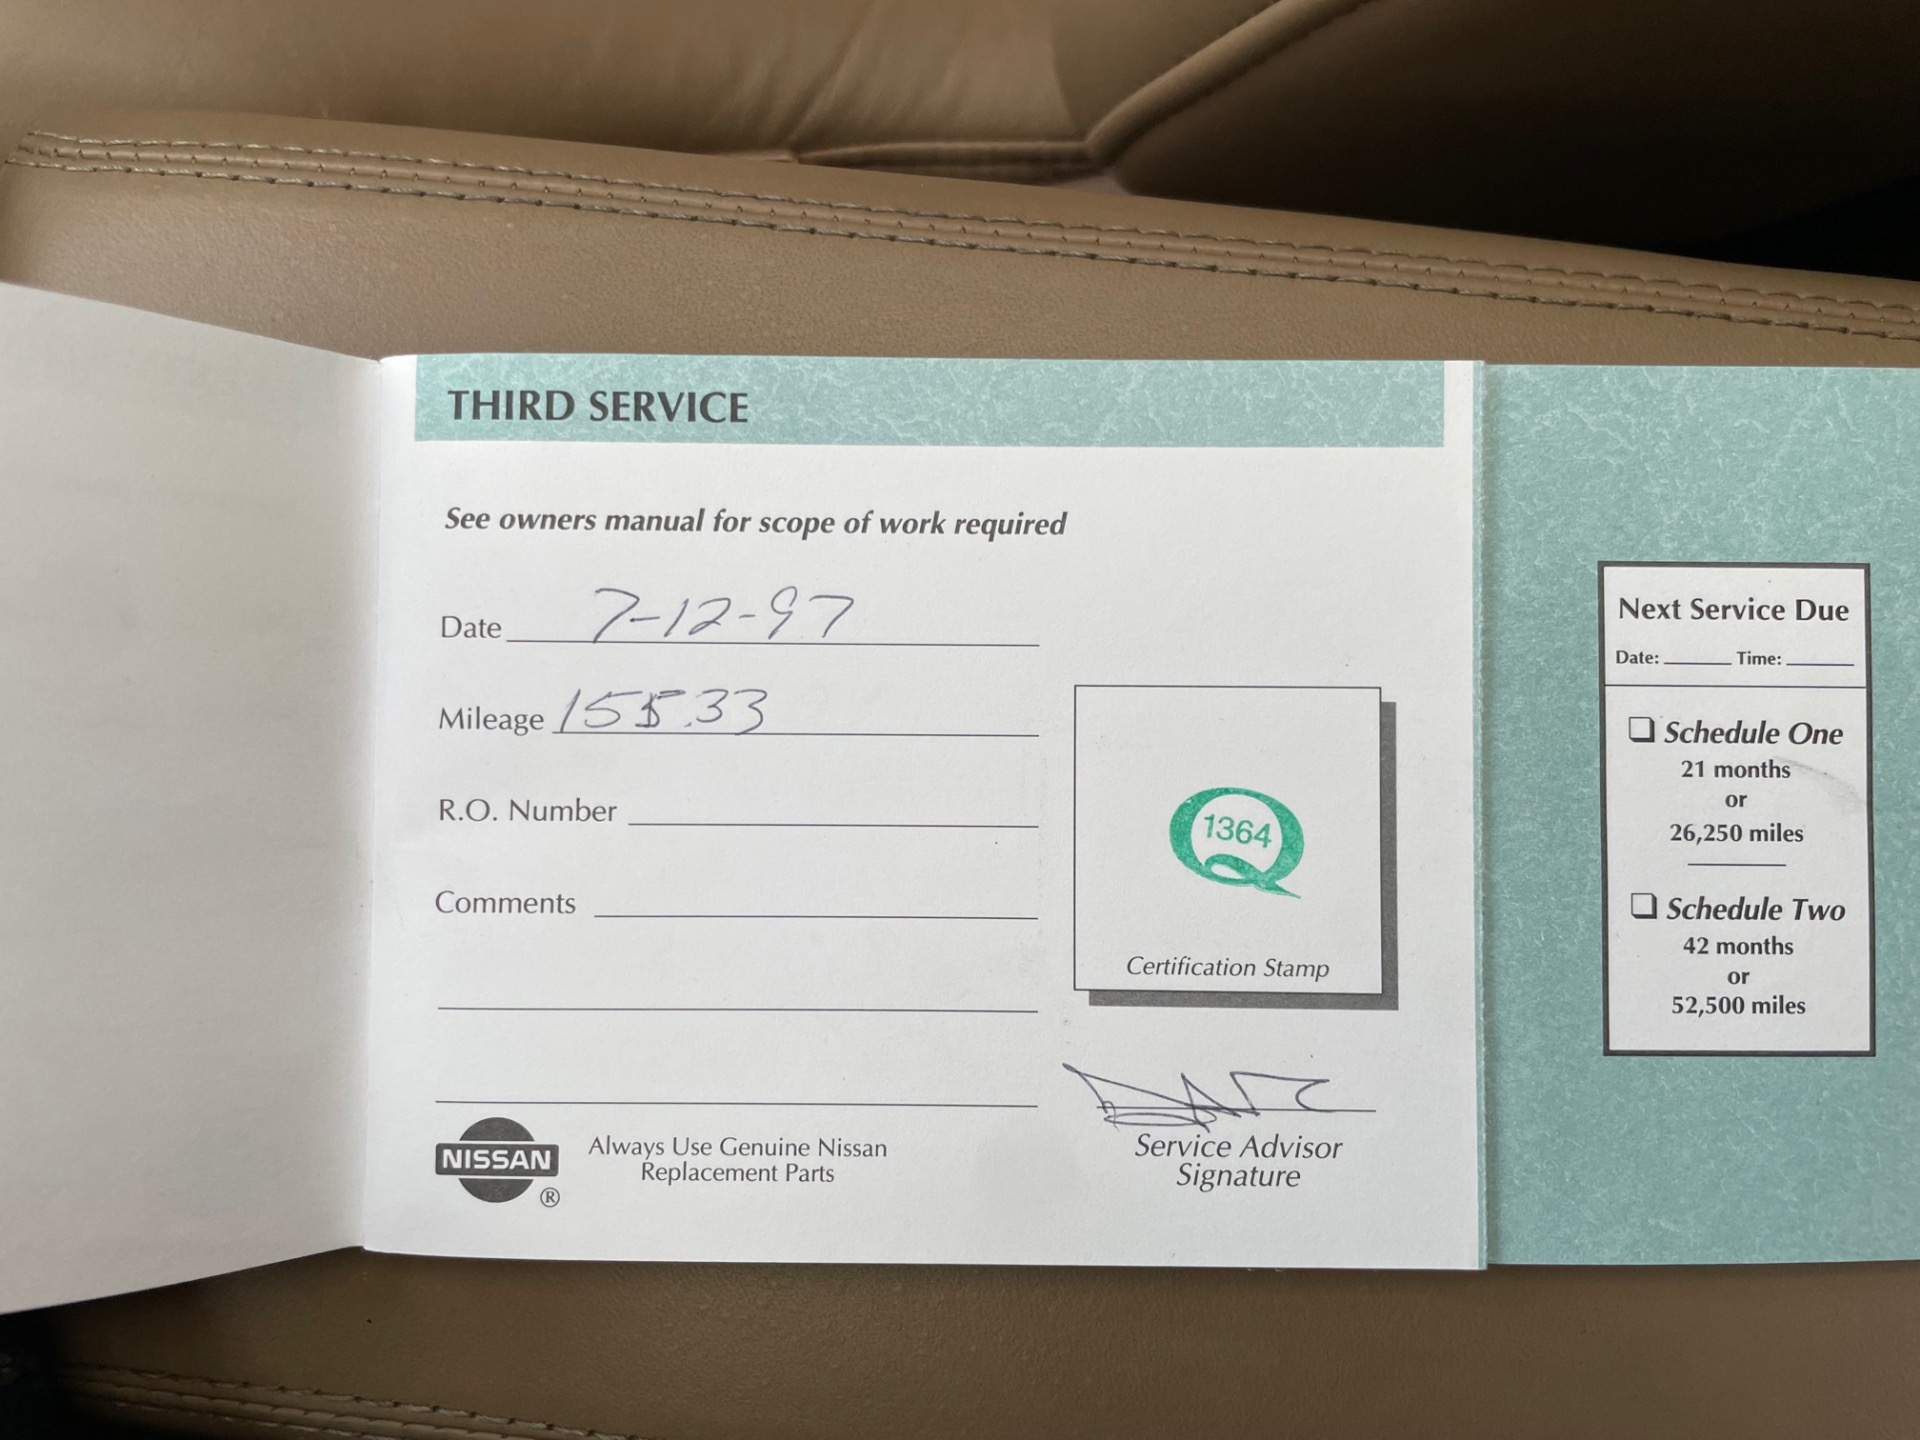 THIRD SERVICE
See owners manual for scope of work required
Date 7-12-97
Mileage 155.33
R.O. Number
Comments
1364
Certification Stamp
Service Advisor
Signature
NISSAN
®
Always Use Genuine Nissan
Replacement Parts
Next Service Due
Date: Time:
Schedule One
21 months
or
26,250 miles
Schedule Two
42 months
or
52,500 miles